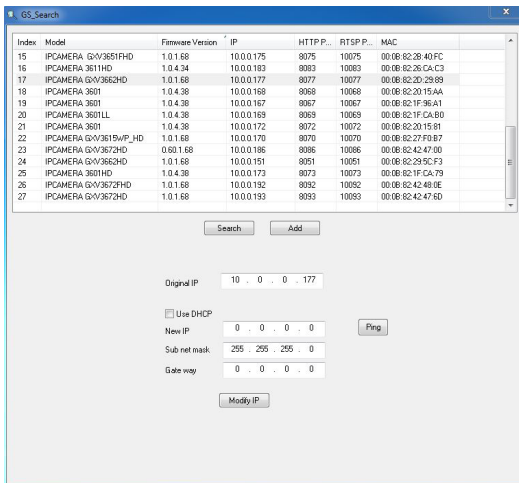 GS_Search
Index Model Firmware Version IP HTTP P... RTSP P... MAC
15 IPCAMERA GXV3651FHD 1.0.1.68 10.0.0.175 8075 10075 00:0B:82:2B:40:FC
16 IPCAMERA 3611HD 1.0.4.34 10.0.0.183 8083 10083 00:0B:82:26:CA:C3
17 IPCAMERA GXV3662HD 1.0.1.68 10.0.0.177 8077 10077 00:0B:82:2D:29:89
18 IPCAMERA 3601 1.0.4.38 10.0.0.168 8068 10068 00:0B:82:20:15:AA
19 IPCAMERA 3601 1.0.4.38 10.0.0.167 8067 10067 00:0B:82:1F:96:A1
20 IPCAMERA 3601LL 1.0.4.38 10.0.0.169 8069 10069 00:0B:82:1F:CA:B0
21 IPCAMERA 3601 1.0.4.38 10.0.0.172 8072 10072 00:0B:82:20:15:81
22 IPCAMERA GXV3615WP_HD 1.0.1.68 10.0.0.170 8070 10070 00:0B:82:27:F0:B7
23 IPCAMERA GXV3672HD 0.60.1.68 10.0.0.186 8086 10086 00:0B:82:42:47:00
24 IPCAMERA GXV3662HD 1.0.1.68 10.0.0.151 8051 10051 00:0B:82:29:5C:F3
25 IPCAMERA 3601HD 1.0.4.38 10.0.0.173 8073 10073 00:0B:82:1F:CA:79
26 IPCAMERA GXV3672FHD 1.0.1.68 10.0.0.192 8092 10092 00:0B:82:42:48:0E
27 IPCAMERA GXV3672HD 1.0.1.68 10.0.0.193 8093 10093 00:0B:82:42:47:6D
Search Add
Original IP 10 . 0 . 0 . 177
Use DHCP
New IP 0 . 0 . 0 . 0 Ping
Sub net mask 255 . 255 . 255 . 0
Gate way 0 . 0 . 0 . 0
Modify IP